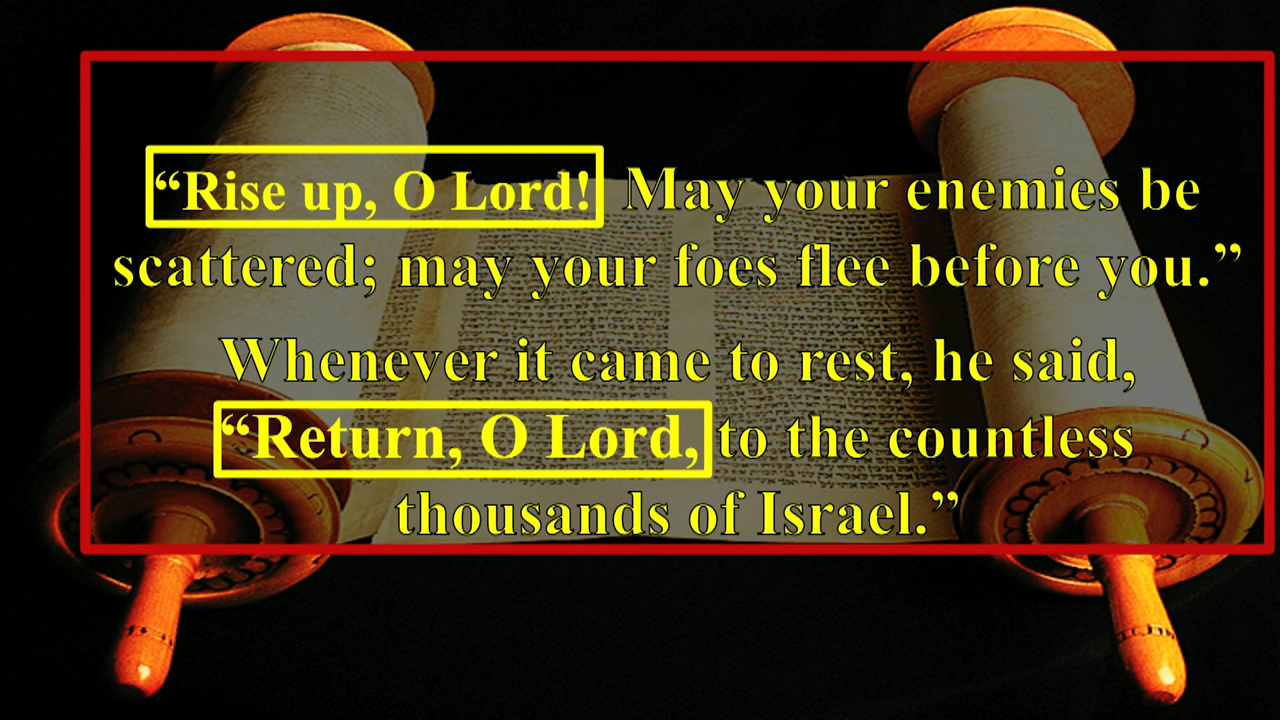 “Rise up, O Lord! May your enemies be
scattered; may your foes flee before you.”
Whenever it came to rest, he said,
“Return, O Lord, to the countless
thousands of Israel.”